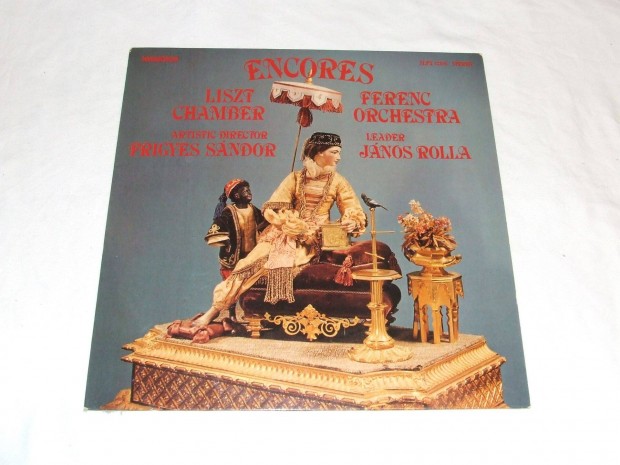 ENCORES
LISZT FERENC
CHAMBER ORCHESTRA
ARTISTIC DIRECTOR LEADER
FRIGYES SÁNDOR JÁNOS ROLLA